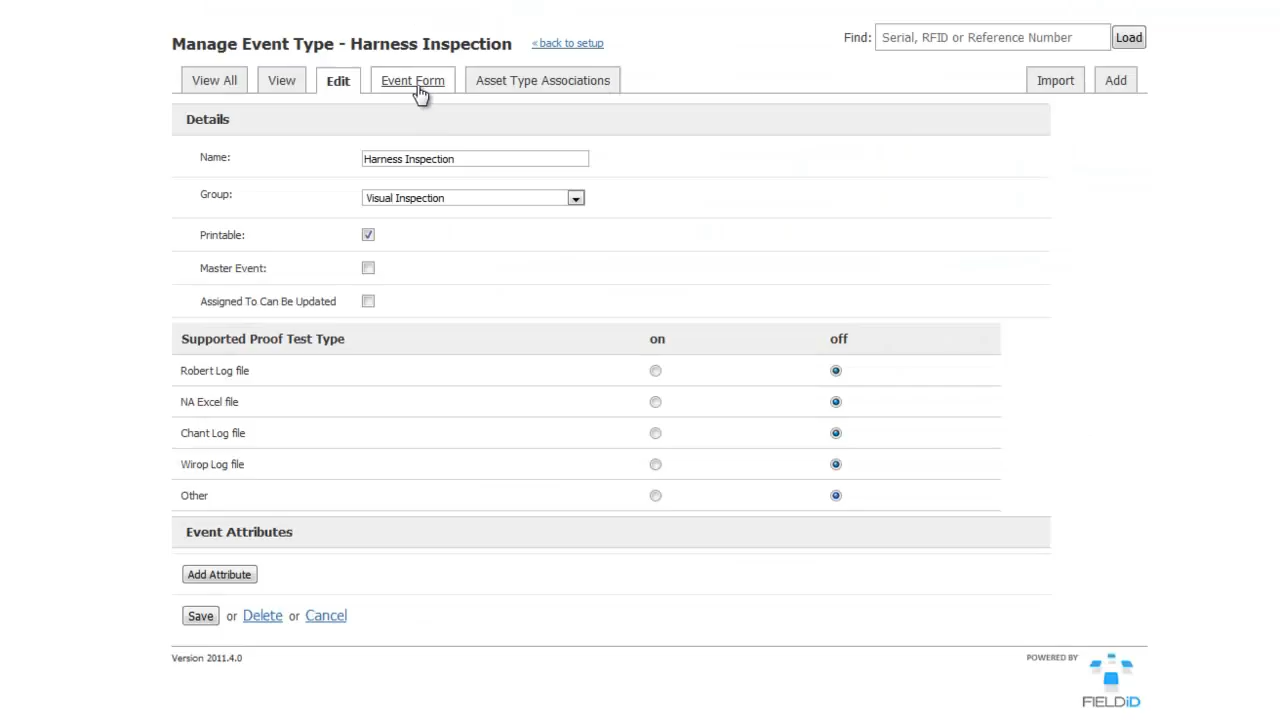 Manage Event Type - Harness Inspection « back to setup
Find: Serial, RFID or Reference Number Load
View All View Edit Event Form Asset Type Associations Import Add
Details
Name: Harness Inspection
Group: Visual Inspection
Printable:
Master Event:
Assigned To Can Be Updated
Supported Proof Test Type on off
Robert Log file
NA Excel file
Chant Log file
Wirop Log file
Other
Event Attributes
Add Attribute
Save or Delete or Cancel
Version 2011.4.0
POWERED BY
FIELDiD